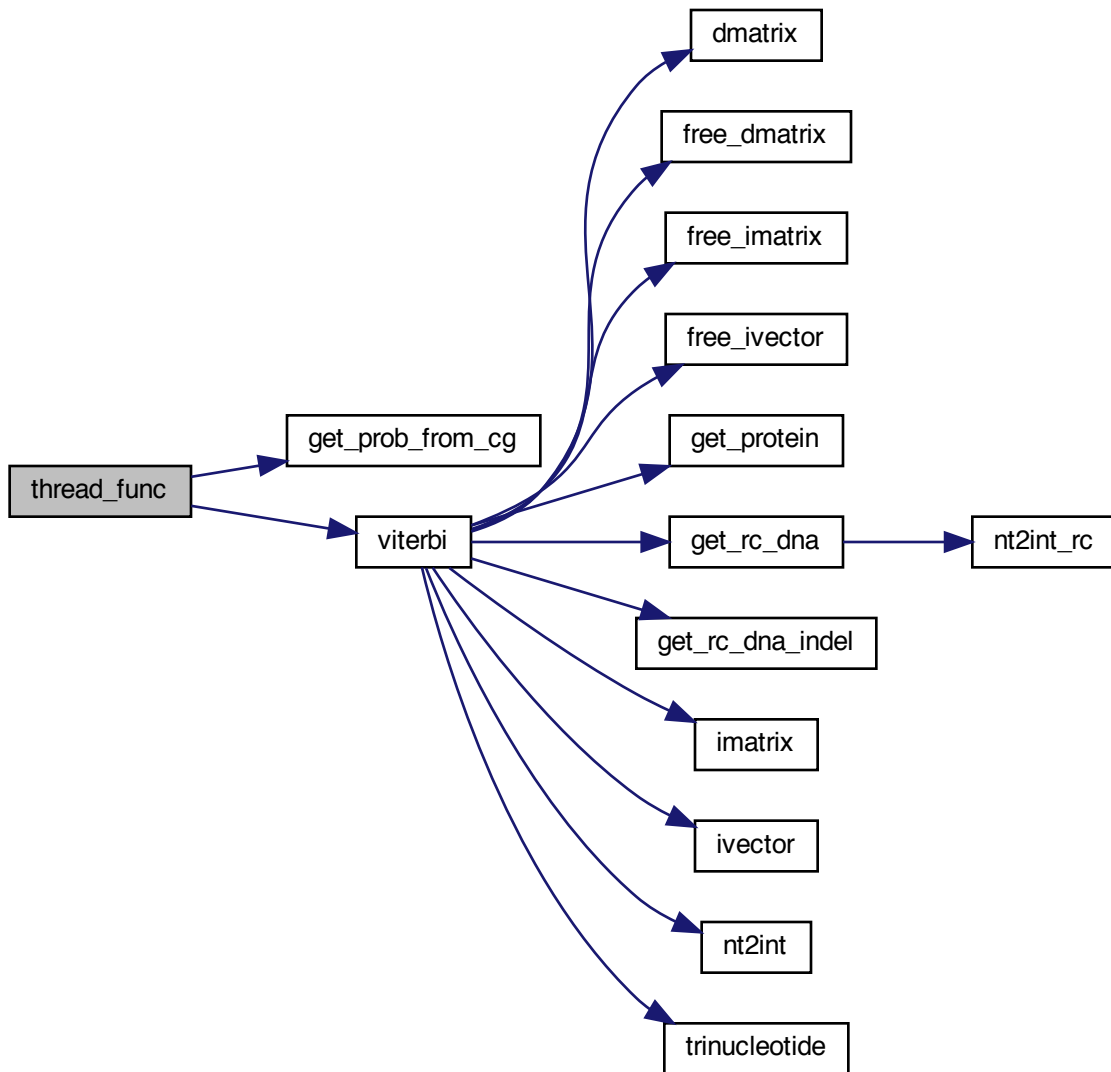 dmatrix
free_dmatrix
free_imatrix
free_ivector
get_prob_from_cg
get_protein
thread_func
viterbi
get_rc_dna
nt2int_rc
get_rc_dna_indel
imatrix
ivector
nt2int
trinucleotide